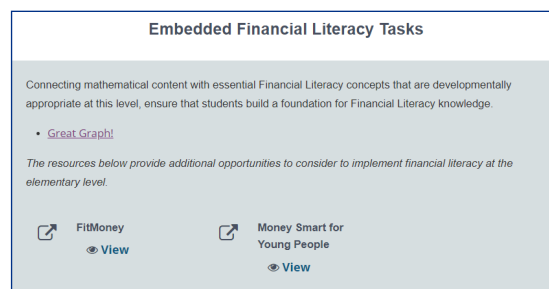 Embedded Financial Literacy Tasks
Connecting mathematical content with essential Financial Literacy concepts that are developmentally
appropriate at this level, ensure that students build a foundation for Financial Literacy knowledge.
• Great Graph!
The resources below provide additional opportunities to consider to implement financial literacy at the
elementary level.
FitMoney
View
Money Smart for
Young People
View